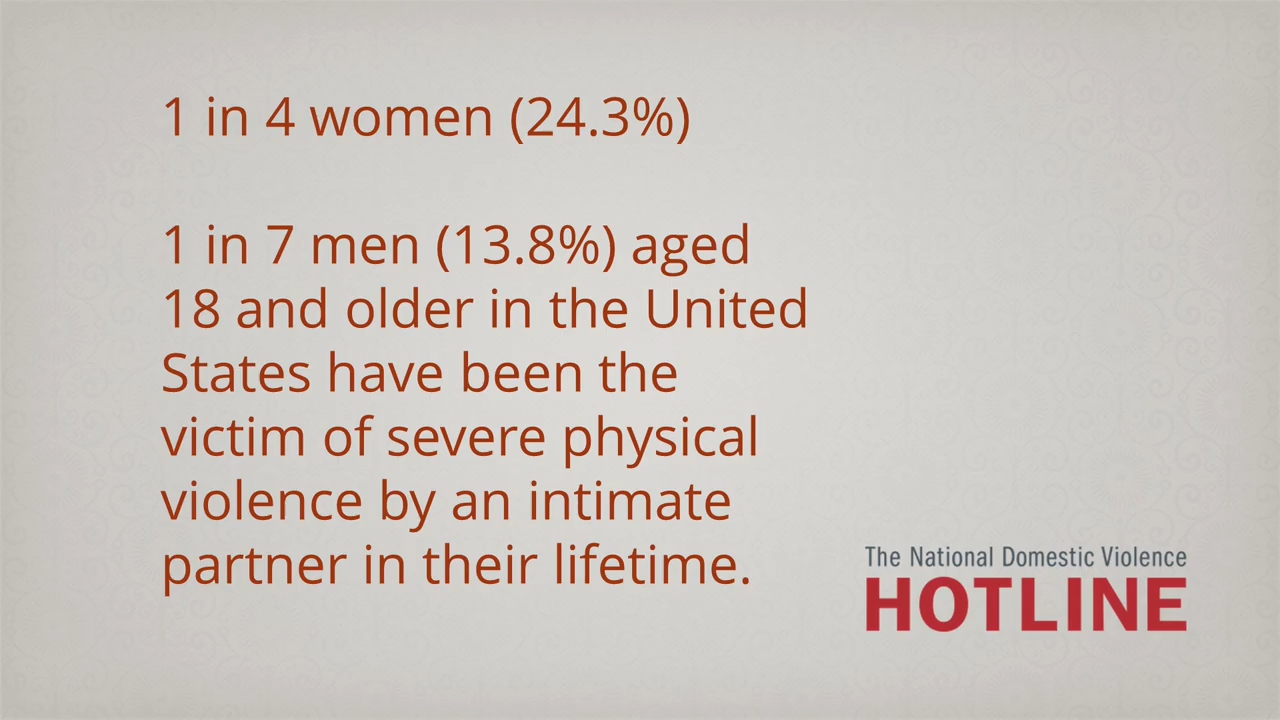 1 in 4 women (24.3%)
1 in 7 men (13.8%) aged
18 and older in the United
States have been the
victim of severe physical
violence by an intimate
partner in their lifetime.
The National Domestic Violence
HOTLINE